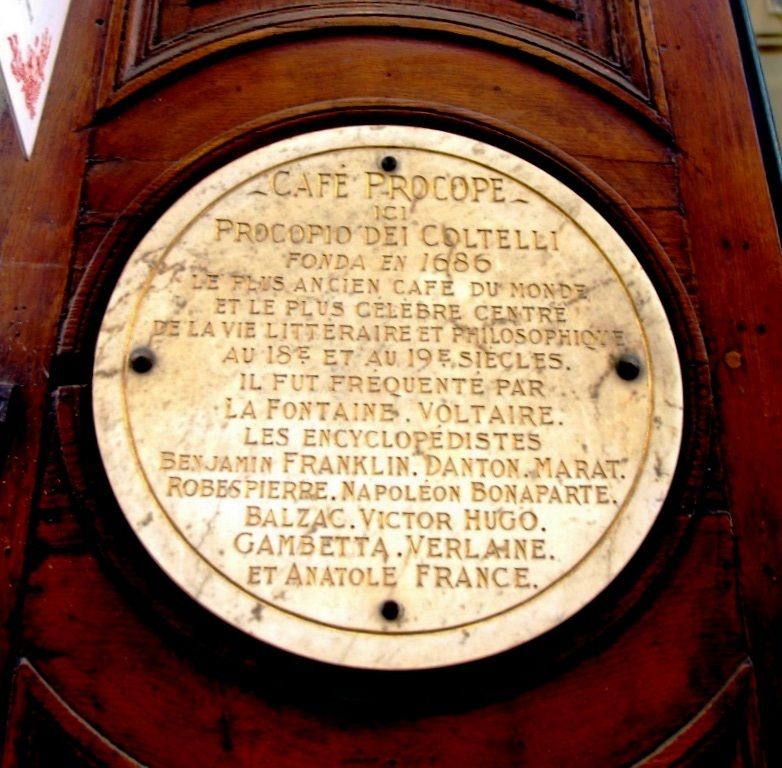 - CAFÉ PROCOPE -
ICI
PROCOPIO DEI COLTELLI
FONDA EN 1686
LE PLUS ANCIEN CAFÉ DU MONDE
ET LE PLUS CÉLÈBRE CENTRE
DE LA VIE LITTÉRAIRE ET PHILOSOPHIQUE
AU 18E ET AU 19E SIECLES.
IL FUT FRÉQUENTÉ PAR
LA FONTAINE . VOLTAIRE.
LES ENCYCLOPÉDISTES
BENJAMIN FRANKLIN. DANTON. MARAT.
ROBESPIERRE. NAPOLÉON BONAPARTE.
BALZAC. VICTOR HUGO.
GAMBETTA. VERLAINE.
ET ANATOLE FRANCE.